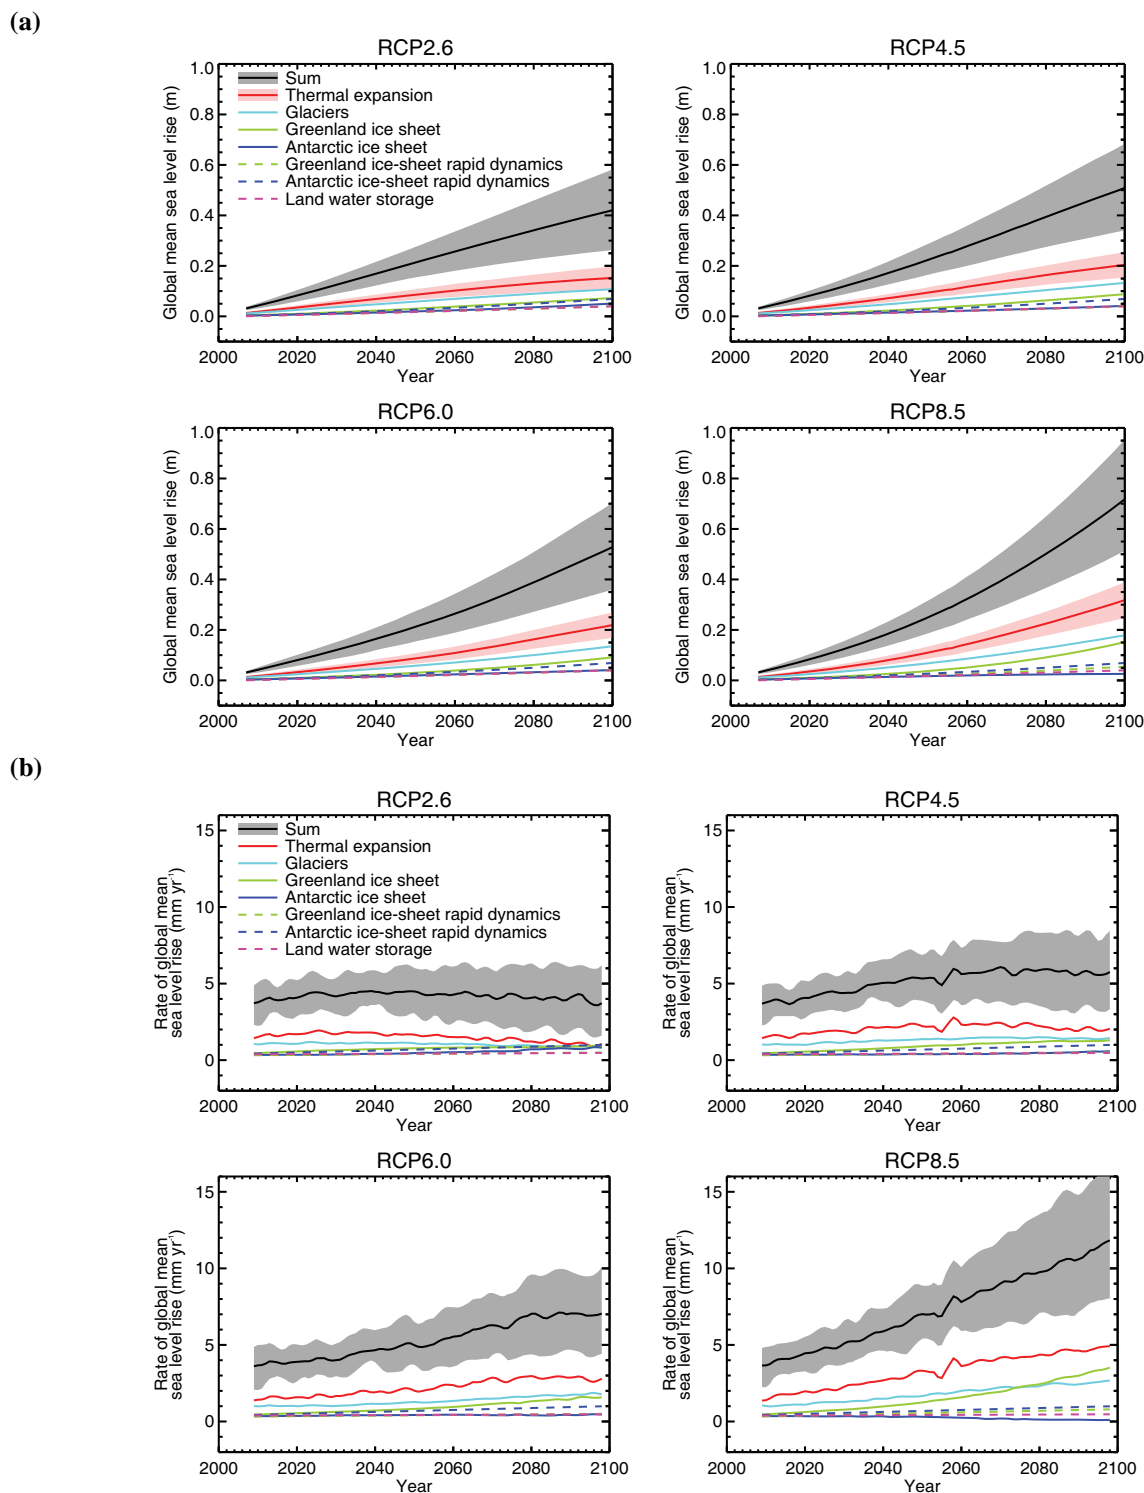 (a)
RCP2.6
RCP4.5
Global mean sea level rise (m)
1.0
0.8
0.6
0.4
0.2
0.0
Sum
Thermal expansion
Glaciers
Greenland ice sheet
Antarctic ice sheet
Greenland ice-sheet rapid dynamics
Antarctic ice-sheet rapid dynamics
Land water storage
2000 2020 2040 2060 2080 2100
Year
Global mean sea level rise (m)
1.0
0.8
0.6
0.4
0.2
0.0
2000 2020 2040 2060 2080 2100
Year
RCP6.0
RCP8.5
Global mean sea level rise (m)
1.0
0.8
0.6
0.4
0.2
0.0
2000 2020 2040 2060 2080 2100
Year
Global mean sea level rise (m)
1.0
0.8
0.6
0.4
0.2
0.0
2000 2020 2040 2060 2080 2100
Year
(b)
RCP2.6
RCP4.5
Rate of global mean
sea level rise (mm yr⁻¹)
15
10
5
0
Sum
Thermal expansion
Glaciers
Greenland ice sheet
Antarctic ice sheet
Greenland ice-sheet rapid dynamics
Antarctic ice-sheet rapid dynamics
Land water storage
2000 2020 2040 2060 2080 2100
Year
Rate of global mean
sea level rise (mm yr⁻¹)
15
10
5
0
2000 2020 2040 2060 2080 2100
Year
RCP6.0
RCP8.5
Rate of global mean
sea level rise (mm yr⁻¹)
15
10
5
0
2000 2020 2040 2060 2080 2100
Year
Rate of global mean
sea level rise (mm yr⁻¹)
15
10
5
0
2000 2020 2040 2060 2080 2100
Year